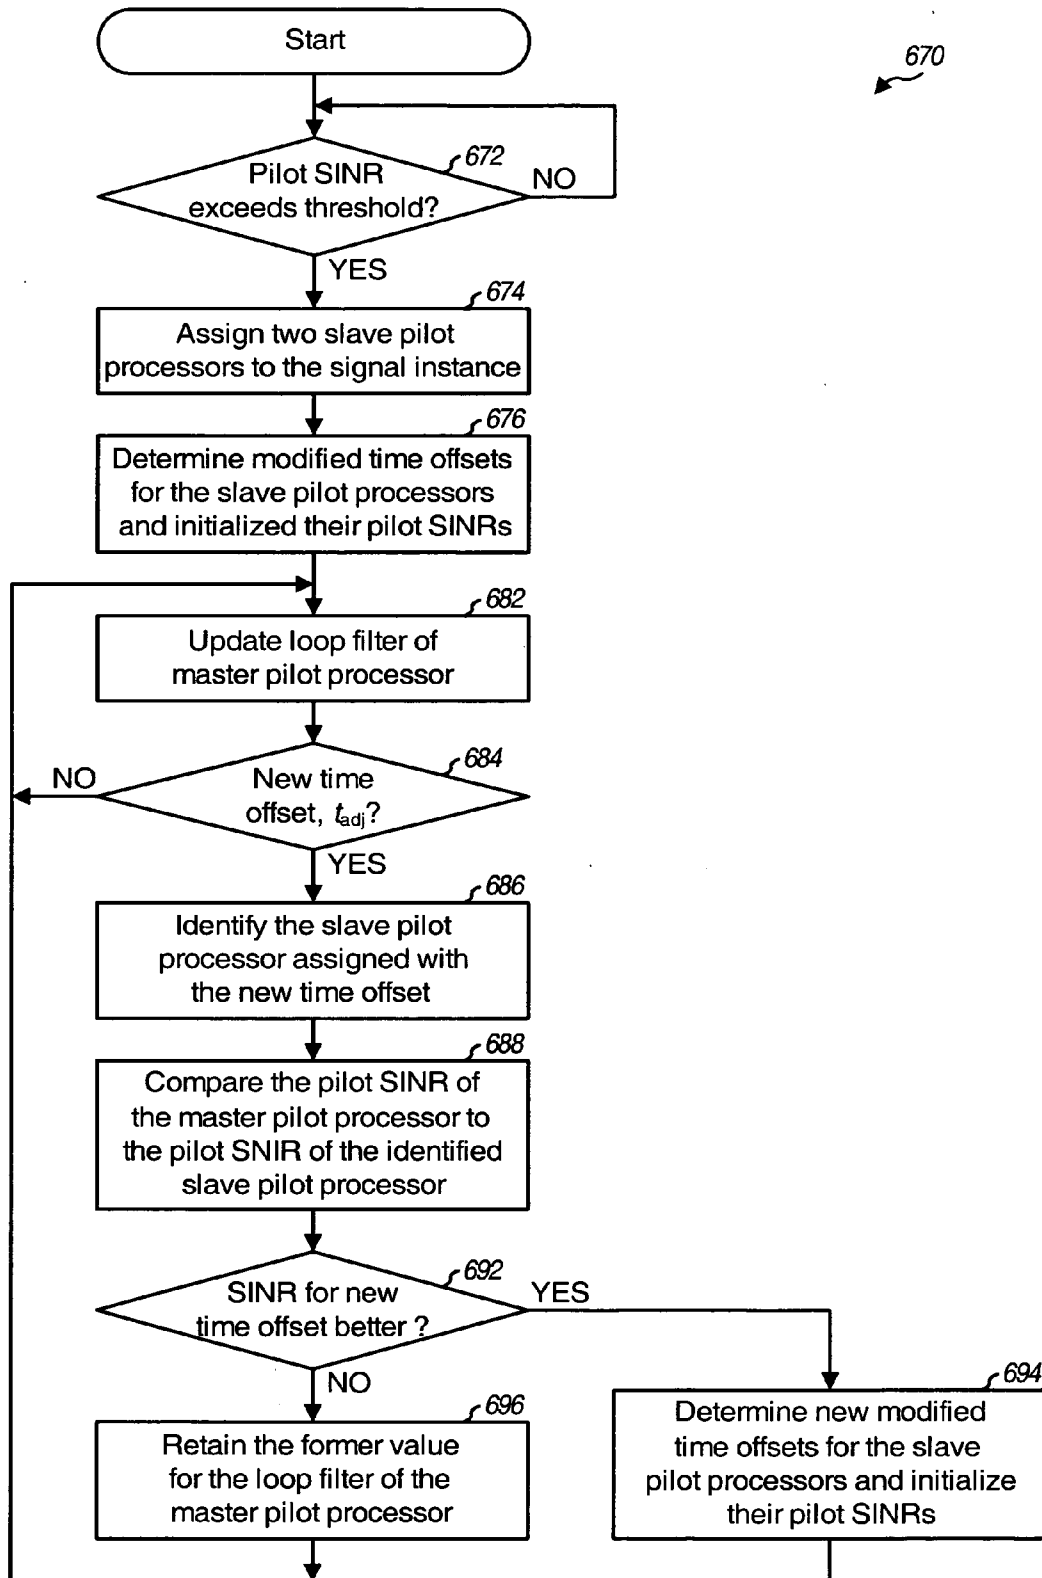 Start
670
672
Pilot SINR
exceeds threshold?
NO
YES
674
Assign two slave pilot
processors to the signal instance
676
Determine modified time offsets
for the slave pilot processors
and initialized their pilot SINRs
682
Update loop filter of
master pilot processor
684
NO
New time
offset, tadj?
YES
686
Identify the slave pilot
processor assigned with
the new time offset
688
Compare the pilot SINR of
the master pilot processor to
the pilot SNIR of the identified
slave pilot processor
692
SINR for new
time offset better ?
YES
NO
696
Retain the former value
for the loop filter of the
master pilot processor
694
Determine new modified
time offsets for the slave
pilot processors and initialize
their pilot SINRs